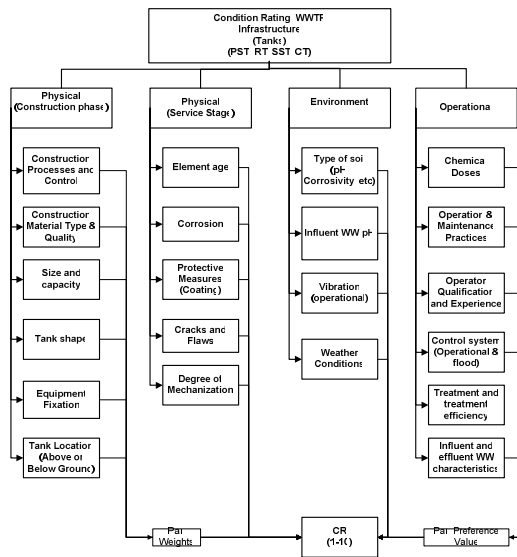 Condition Rating WWTP
Infrastructure
(Tanks)
(PST RT SST CT)
Physical
(Construction phase)
Physical
(Service Stage)
Environment
Operationa
Construction
Processes and
Control
Construction
Material Type &
Quality
Size and
capacity
Tank shape
Equipment
Fixation
Tank Location
(Above or
Below Ground)
Element age
Corrosion
Protective
Measures
(Coating)
Cracks and
Flaws
Degree of
Mechanization
Type of soi
(pH
Corrosivity etc)
Influent WW pH
Vibration
(operational)
Weather
Conditions
Chemica
Doses
Operation &
Maintenance
Practices
Operator
Qualification
and Experience
Control system
(Operational &
flood)
Treatment and
treatment
efficiency
Influent and
effluent WW
characteristics
Par
Weights
CR
(1-10)
Par Preference
Value